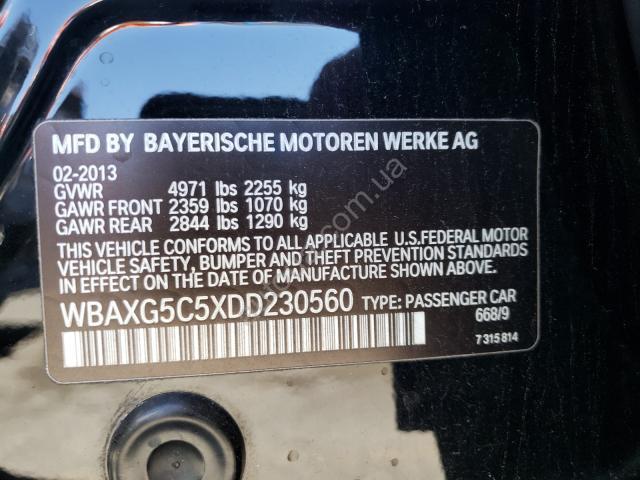 MFD BY BAYERISCHE MOTOREN WERKE AG
02-2013
GVWR 4971 lbs 2255 kg
GAWR FRONT 2359 lbs 1070 kg
GAWR REAR 2844 lbs 1290 kg
THIS VEHICLE CONFORMS TO ALL APPLICABLE U.S.FEDERAL MOTOR
VEHICLE SAFETY, BUMPER AND THEFT PREVENTION STANDARDS
IN EFFECT ON THE DATE OF MANUFACTURE SHOWN ABOVE.
WBAXG5C5XDD230560 TYPE: PASSENGER CAR
668/9
7 315 814